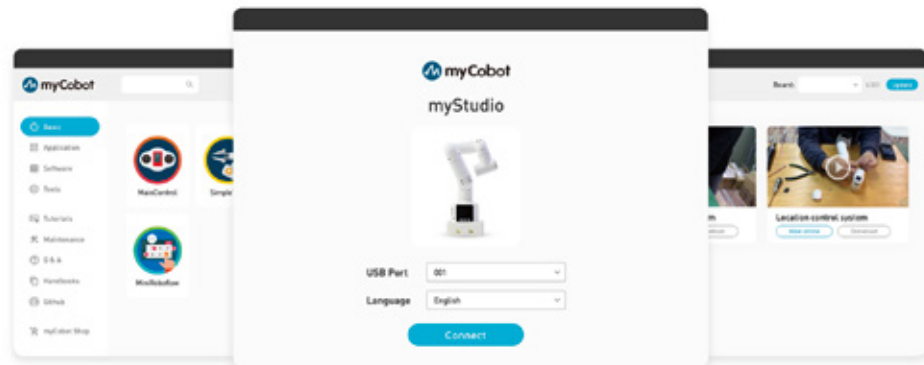 myCobot
Basic
Application
Software
Tools
Tutorials
Maintenance
Q & A
Handbooks
Github
myCobot Shop
MainControl
Simple
MiniRoboflow
myCobot
myStudio
USB Port 001
Language English
Connect
Board:
Location control system